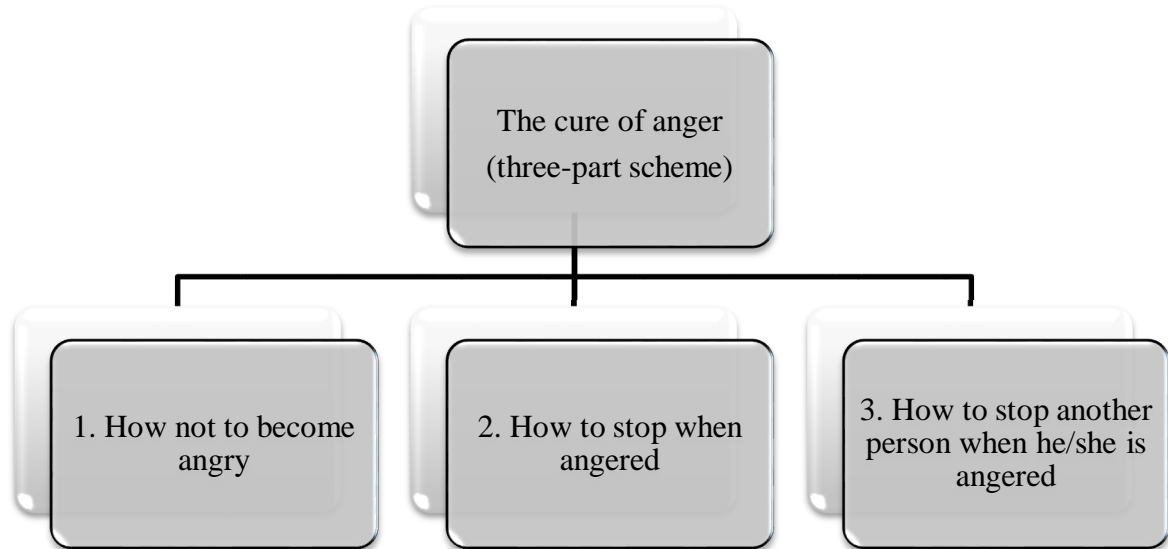 The cure of anger
(three-part scheme)
1. How not to become
angry
2. How to stop when
angered
3. How to stop another
person when he/she is
angered